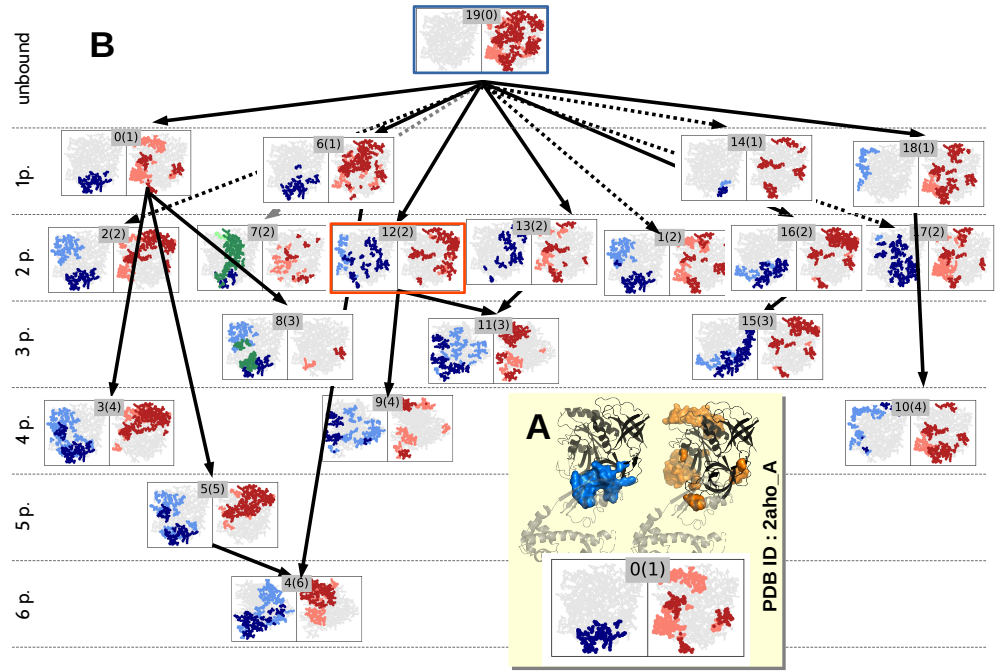 B
19(0)
unbound
0(1)
6(1)
14(1)
18(1)
1p.
2(2)
7(2)
12(2)
13(2)
1(2)
16(2)
17(2)
2 p.
8(3)
11(3)
15(3)
3 p.
3(4)
9(4)
10(4)
4 p.
5(5)
5 p.
4(6)
6 p.
A
0(1)
PDB ID : 2aho_A